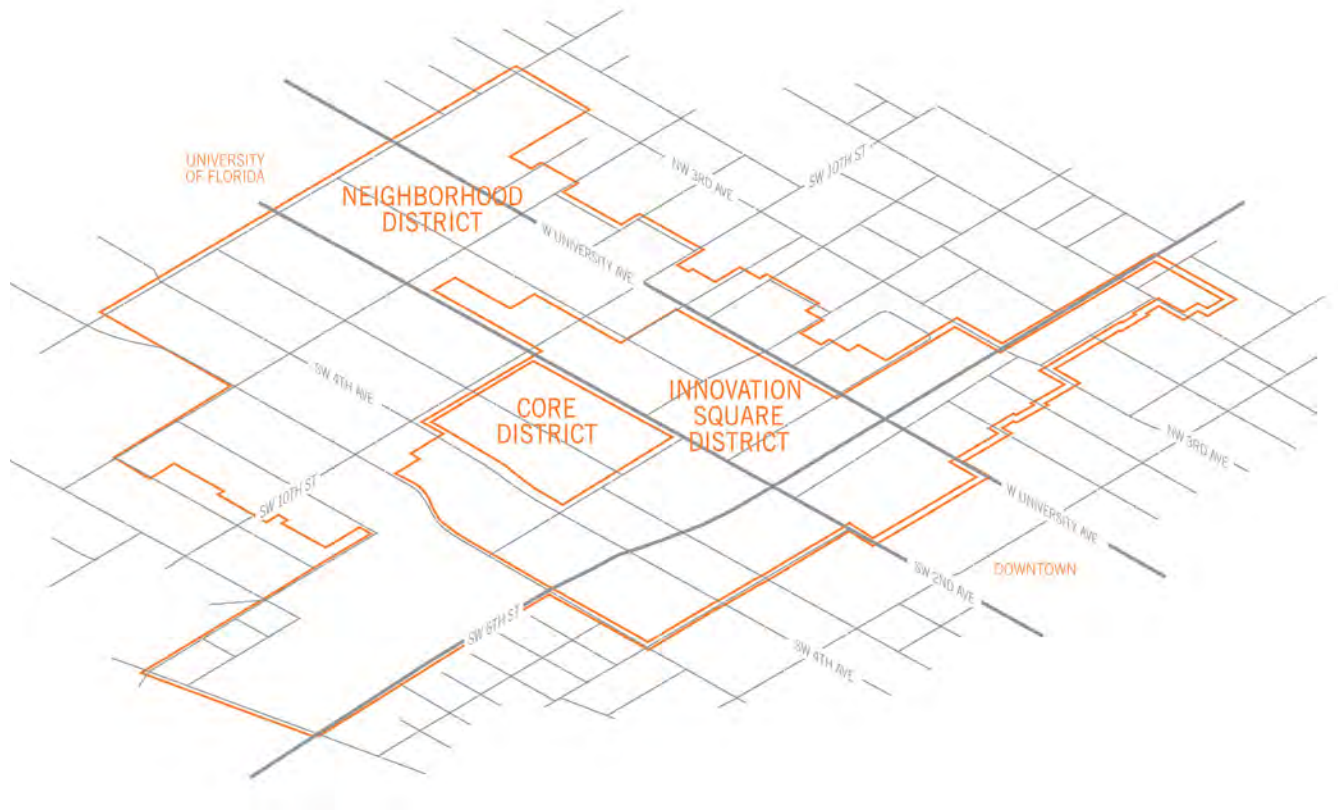 UNIVERSITY
OF FLORIDA
NEIGHBORHOOD
DISTRICT
NW 3RD AVE
SW 10TH ST
W UNIVERSITY AVE
SW 4TH AVE
CORE
DISTRICT
INNOVATION
SQUARE
DISTRICT
NW 3RD AVE
SW 10TH ST
W UNIVERSITY AVE
DOWNTOWN
SW 2ND AVE
SW 6TH ST
SW 4TH AVE